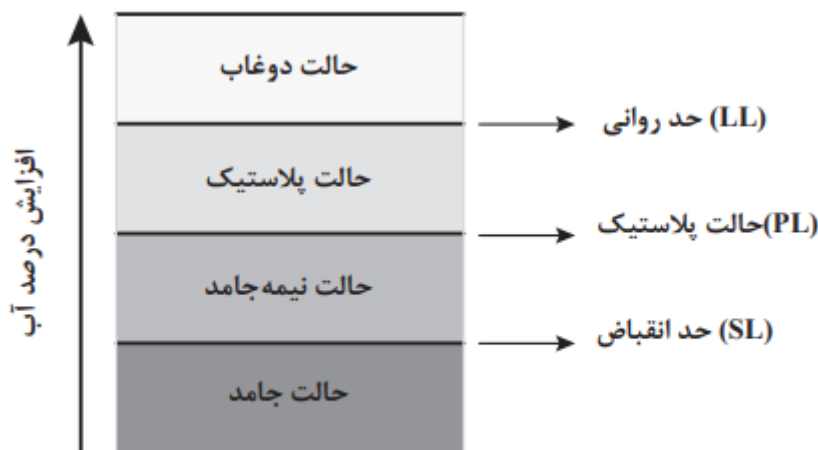 حالت دوغاب
حد روانی (LL)
حالت پلاستیک
حالت پلاستیک(PL)
حالت نیمه‌جامد
حد انقباض (SL)
حالت جامد
افزایش درصد آب